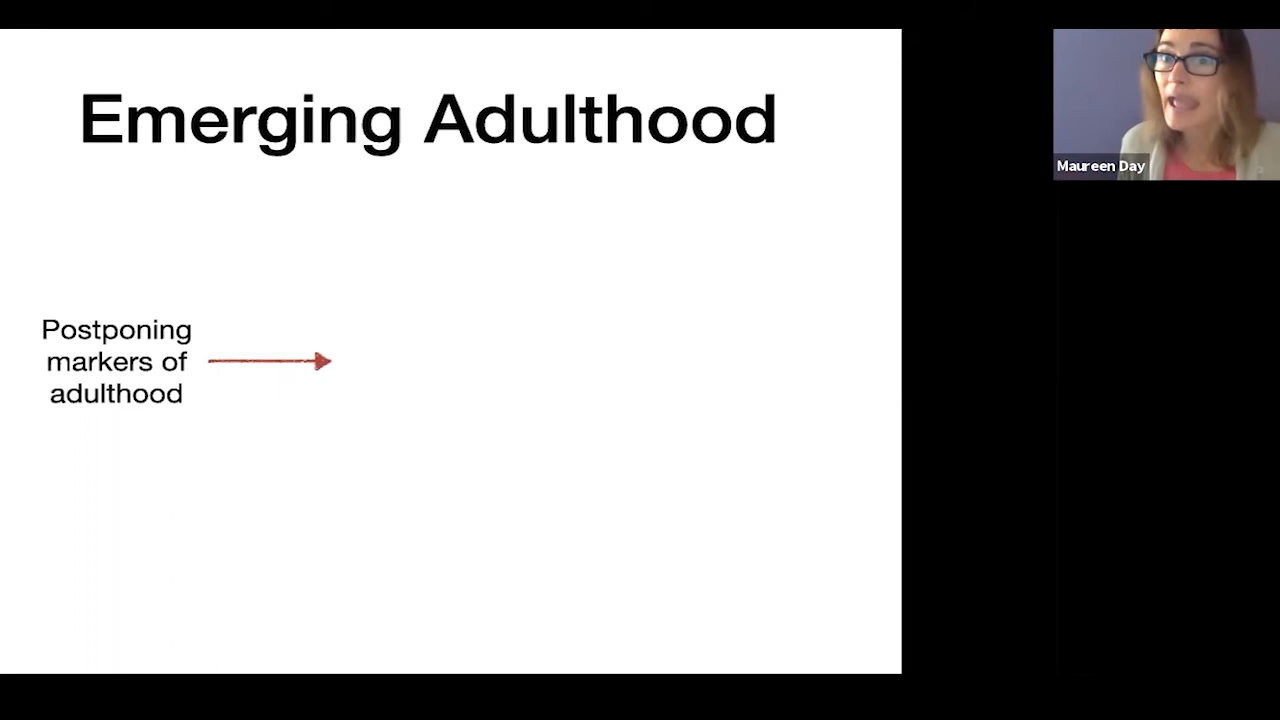 Emerging Adulthood
Maureen Day
Postponing
markers of
adulthood